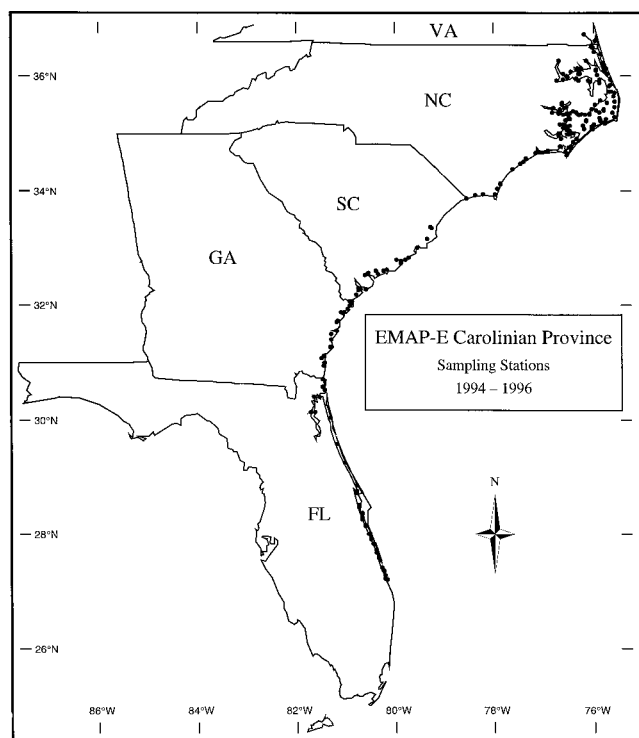 VA
36°N
NC
34°N
SC
GA
32°N
EMAP-E Carolinian Province
Sampling Stations
1994 – 1996
30°N
N
FL
28°N
26°N
86°W 84°W 82°W 80°W 78°W 76°W